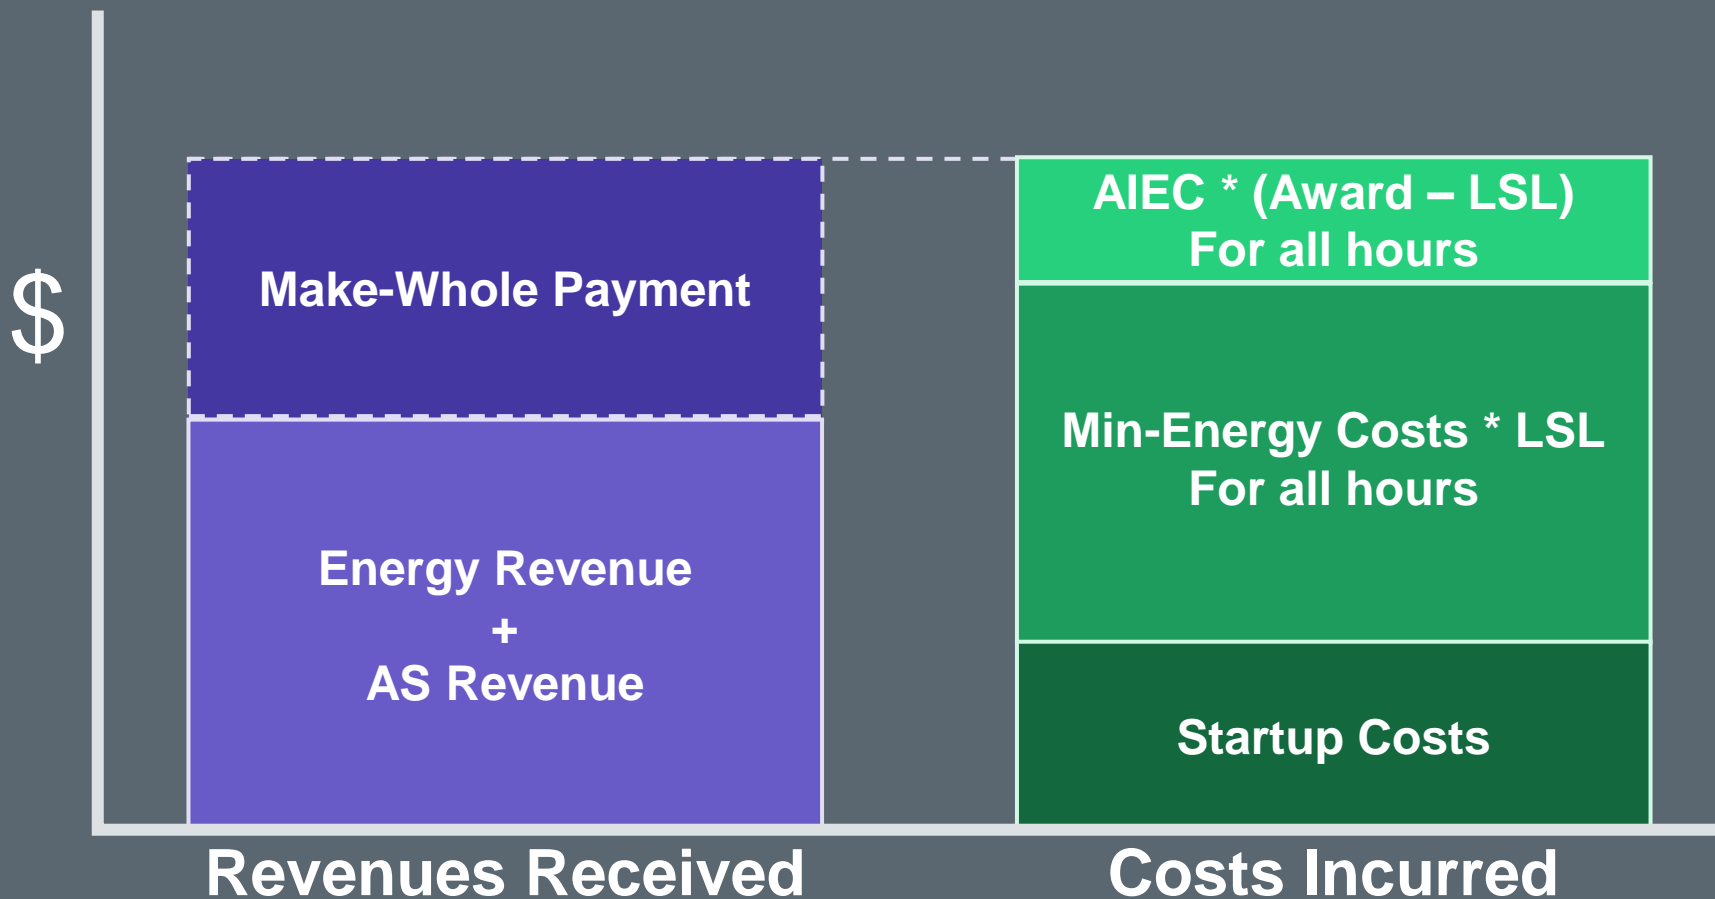 $
Make-Whole Payment
Energy Revenue
+
AS Revenue
Revenues Received
AIEC * (Award – LSL)
For all hours
Min-Energy Costs * LSL
For all hours
Startup Costs
Costs Incurred